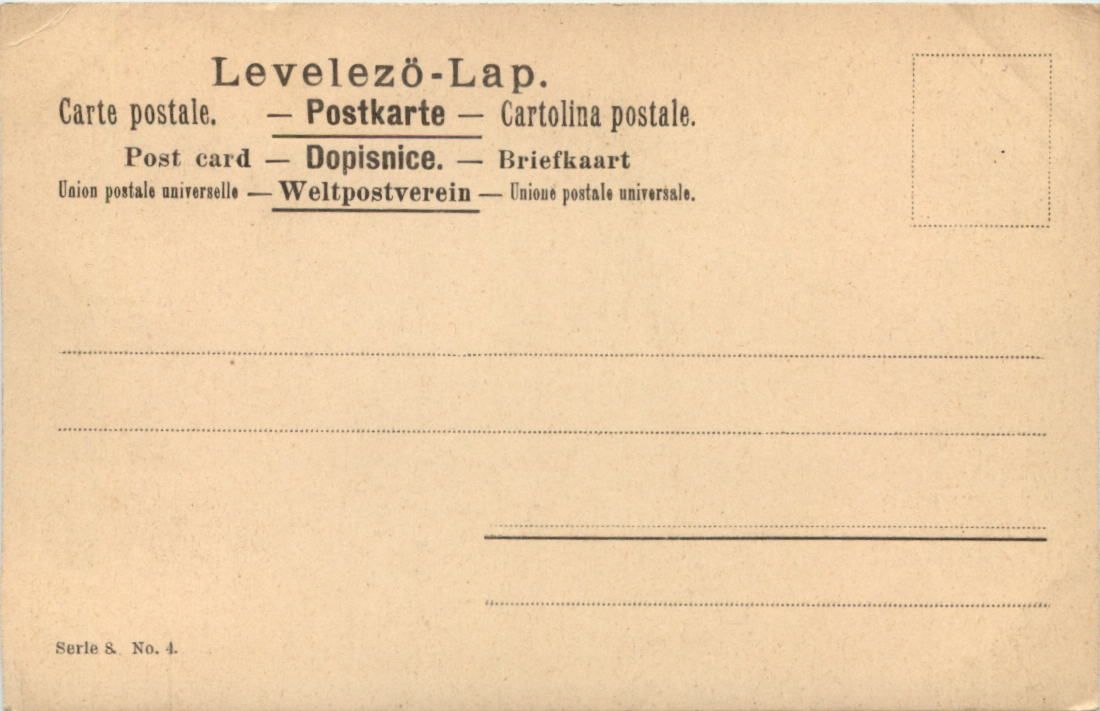 Levelezö-Lap.
Carte postale. — Postkarte — Cartolina postale.
Post card — Dopisnice. — Briefkaart
Union postale universelle — Weltpostverein — Unione postale universale.
Serie 8. No. 4.